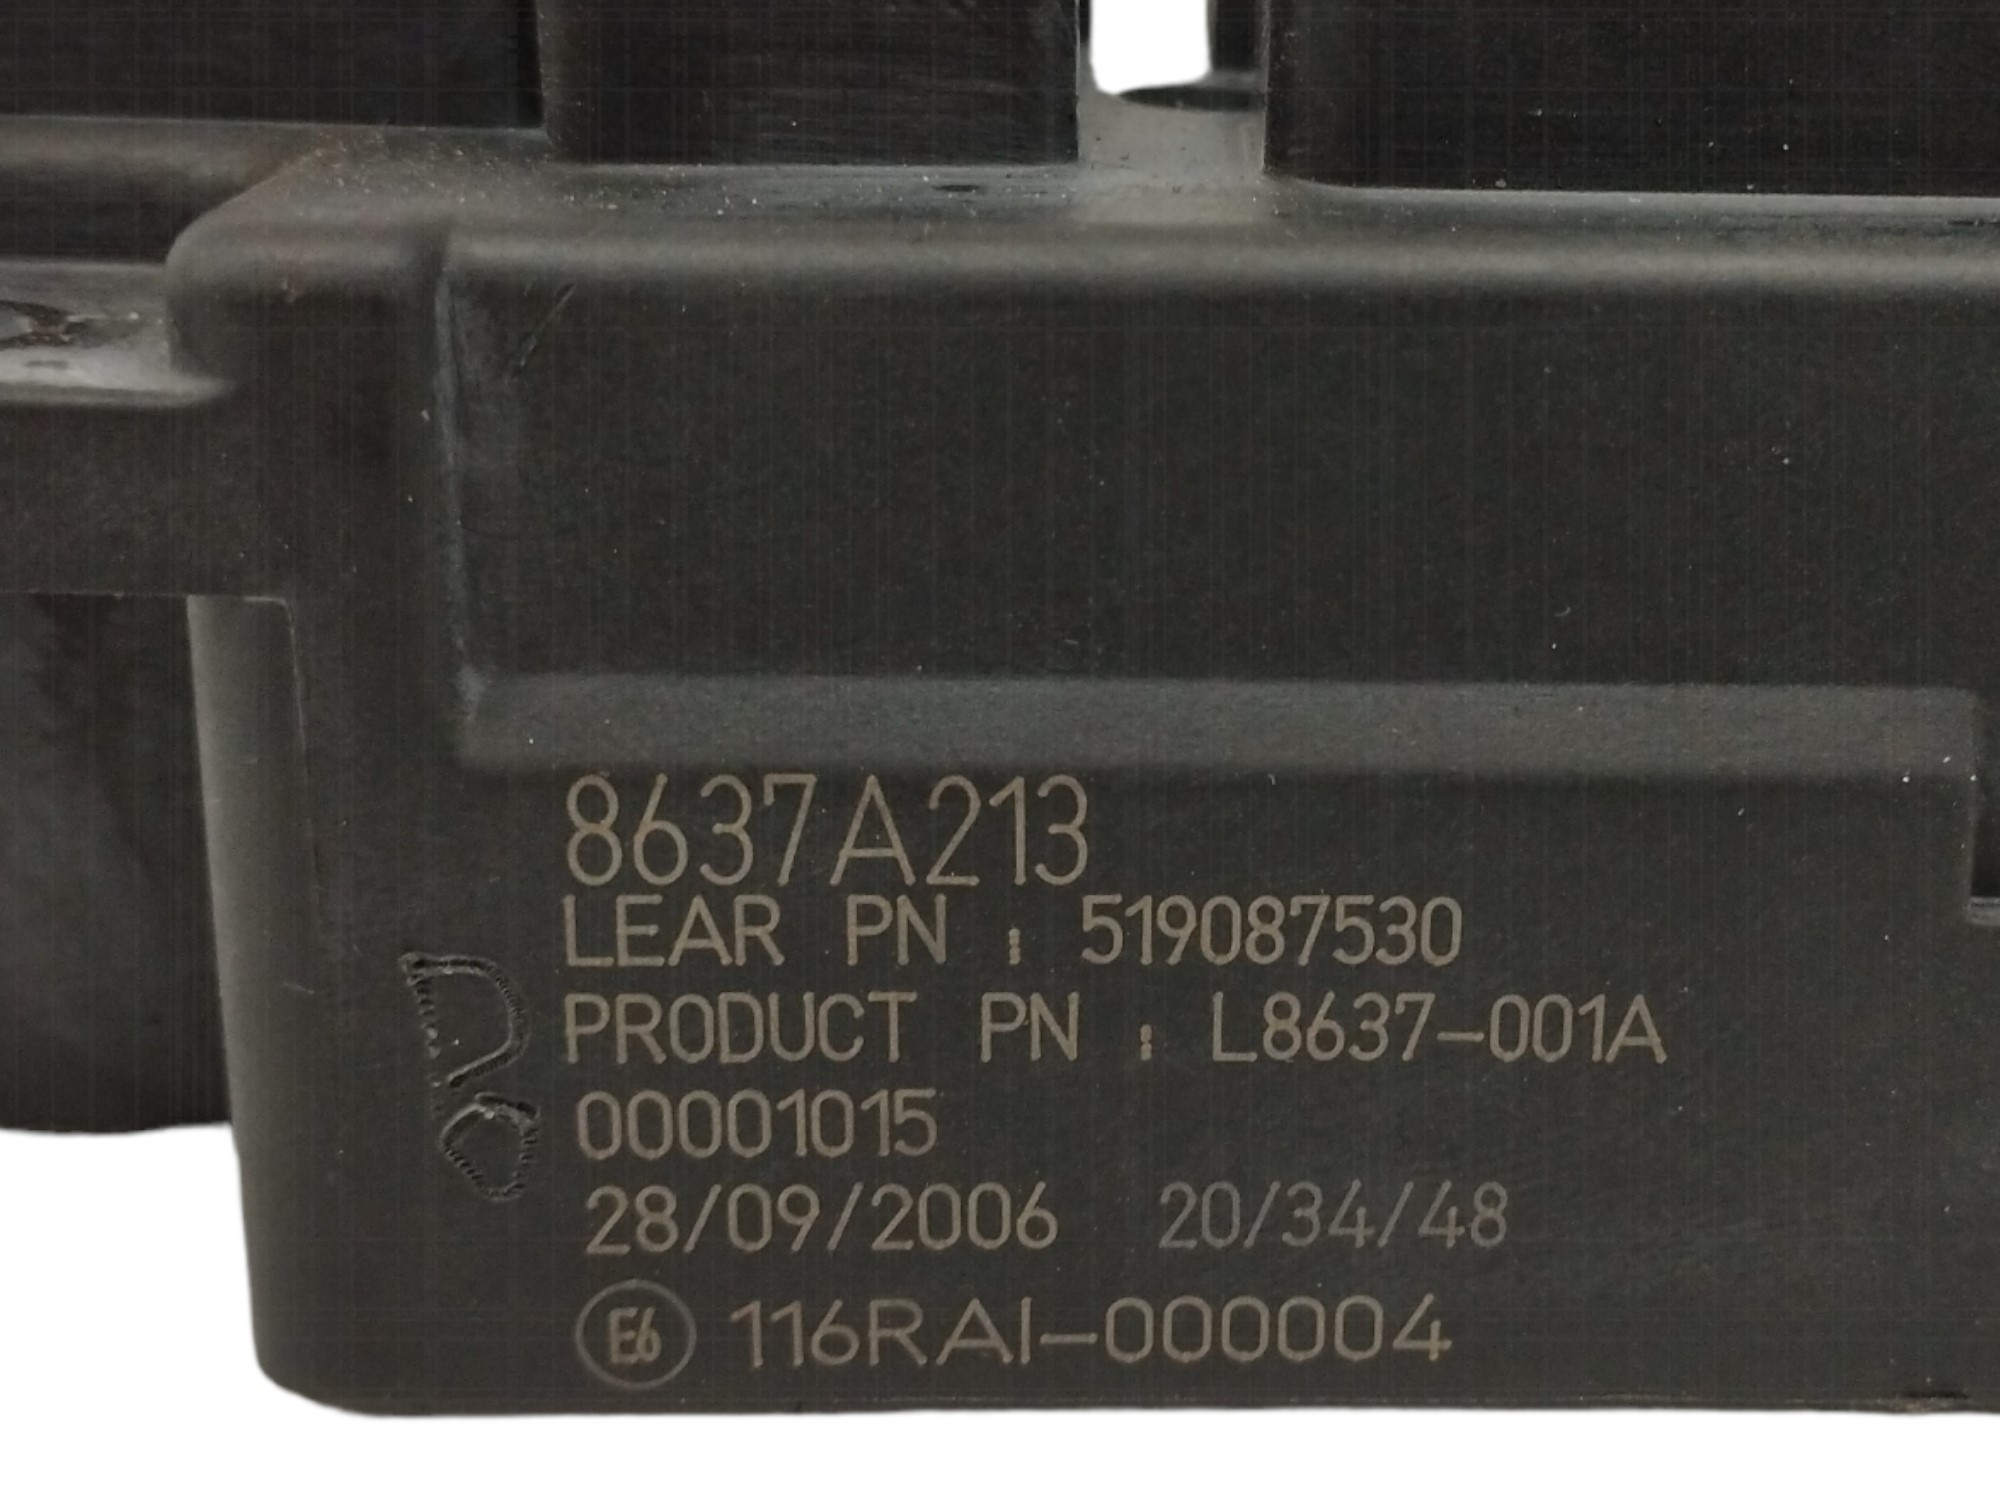 8637A213
LEAR PN : 519087530
PRODUCT PN : L8637-001A
00001015
28/09/2006 20/34/48
E6 116RAI-000004